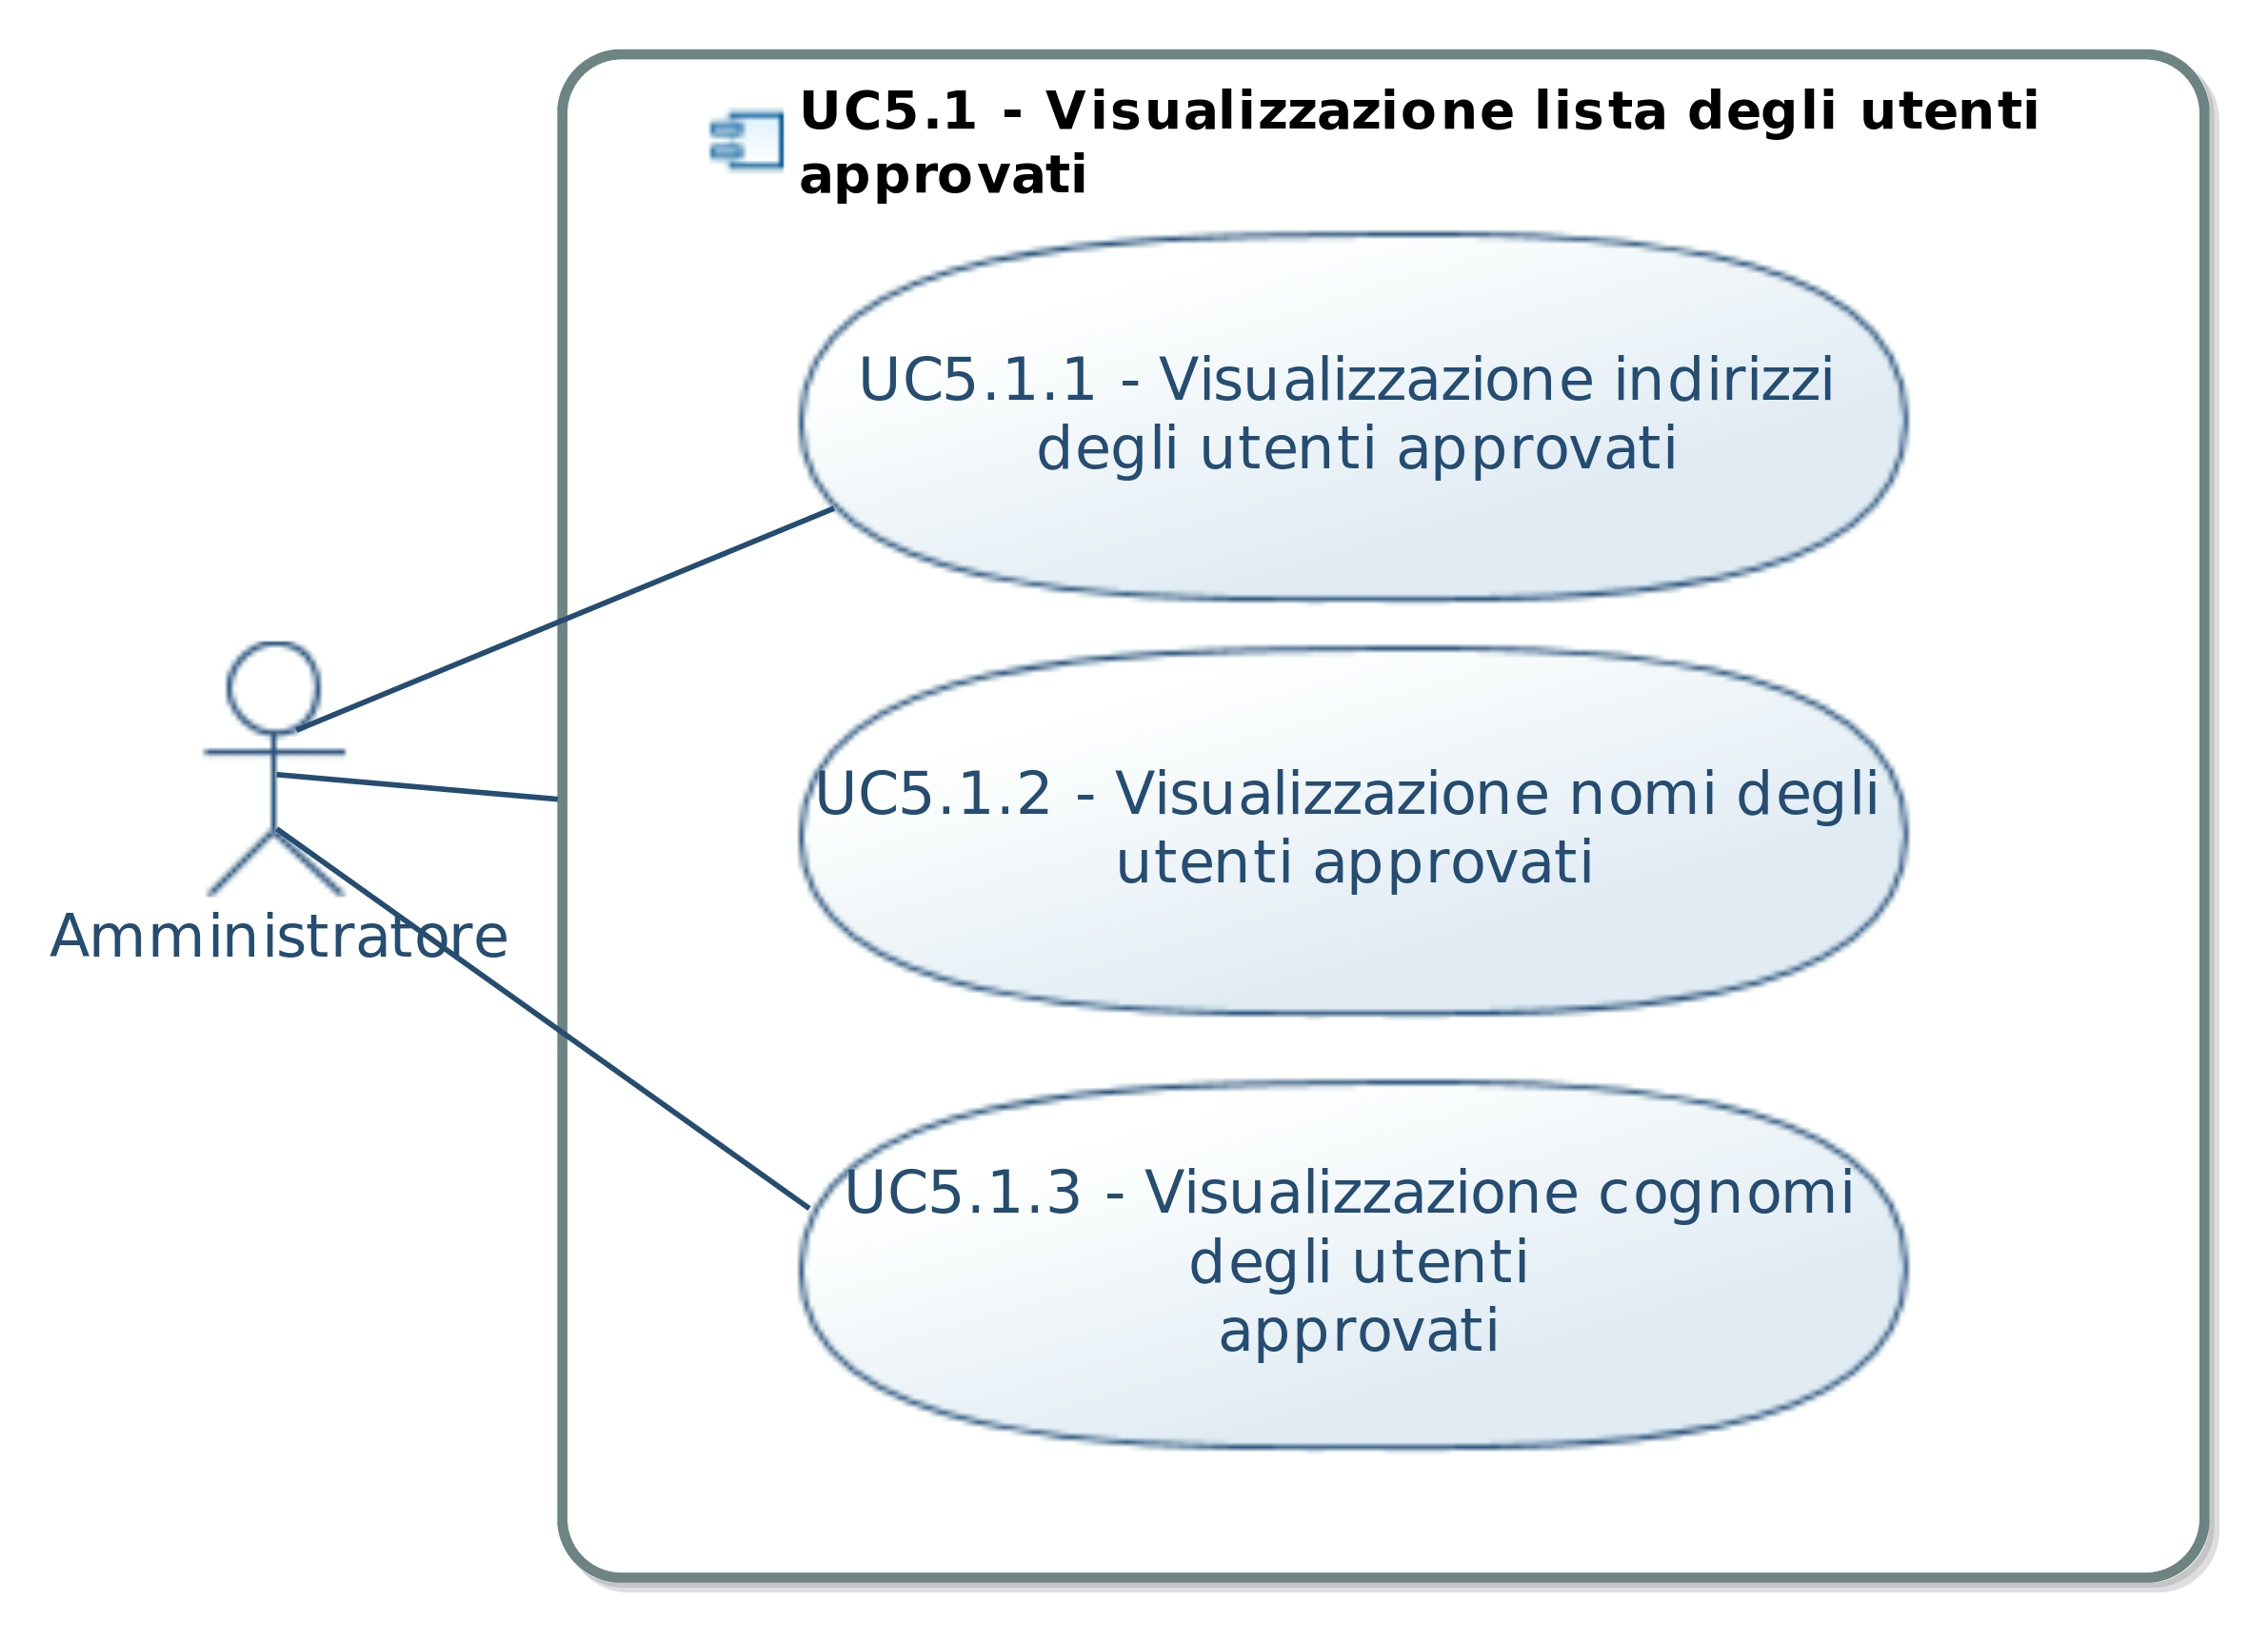 UC5.1 - Visualizzazione lista degli utenti
approvati
UC5.1.1 - Visualizzazione indirizzi
degli utenti approvati
UC5.1.2 - Visualizzazione nomi degli
utenti approvati
Amministratore
UC5.1.3 - Visualizzazione cognomi
degli utenti
approvati